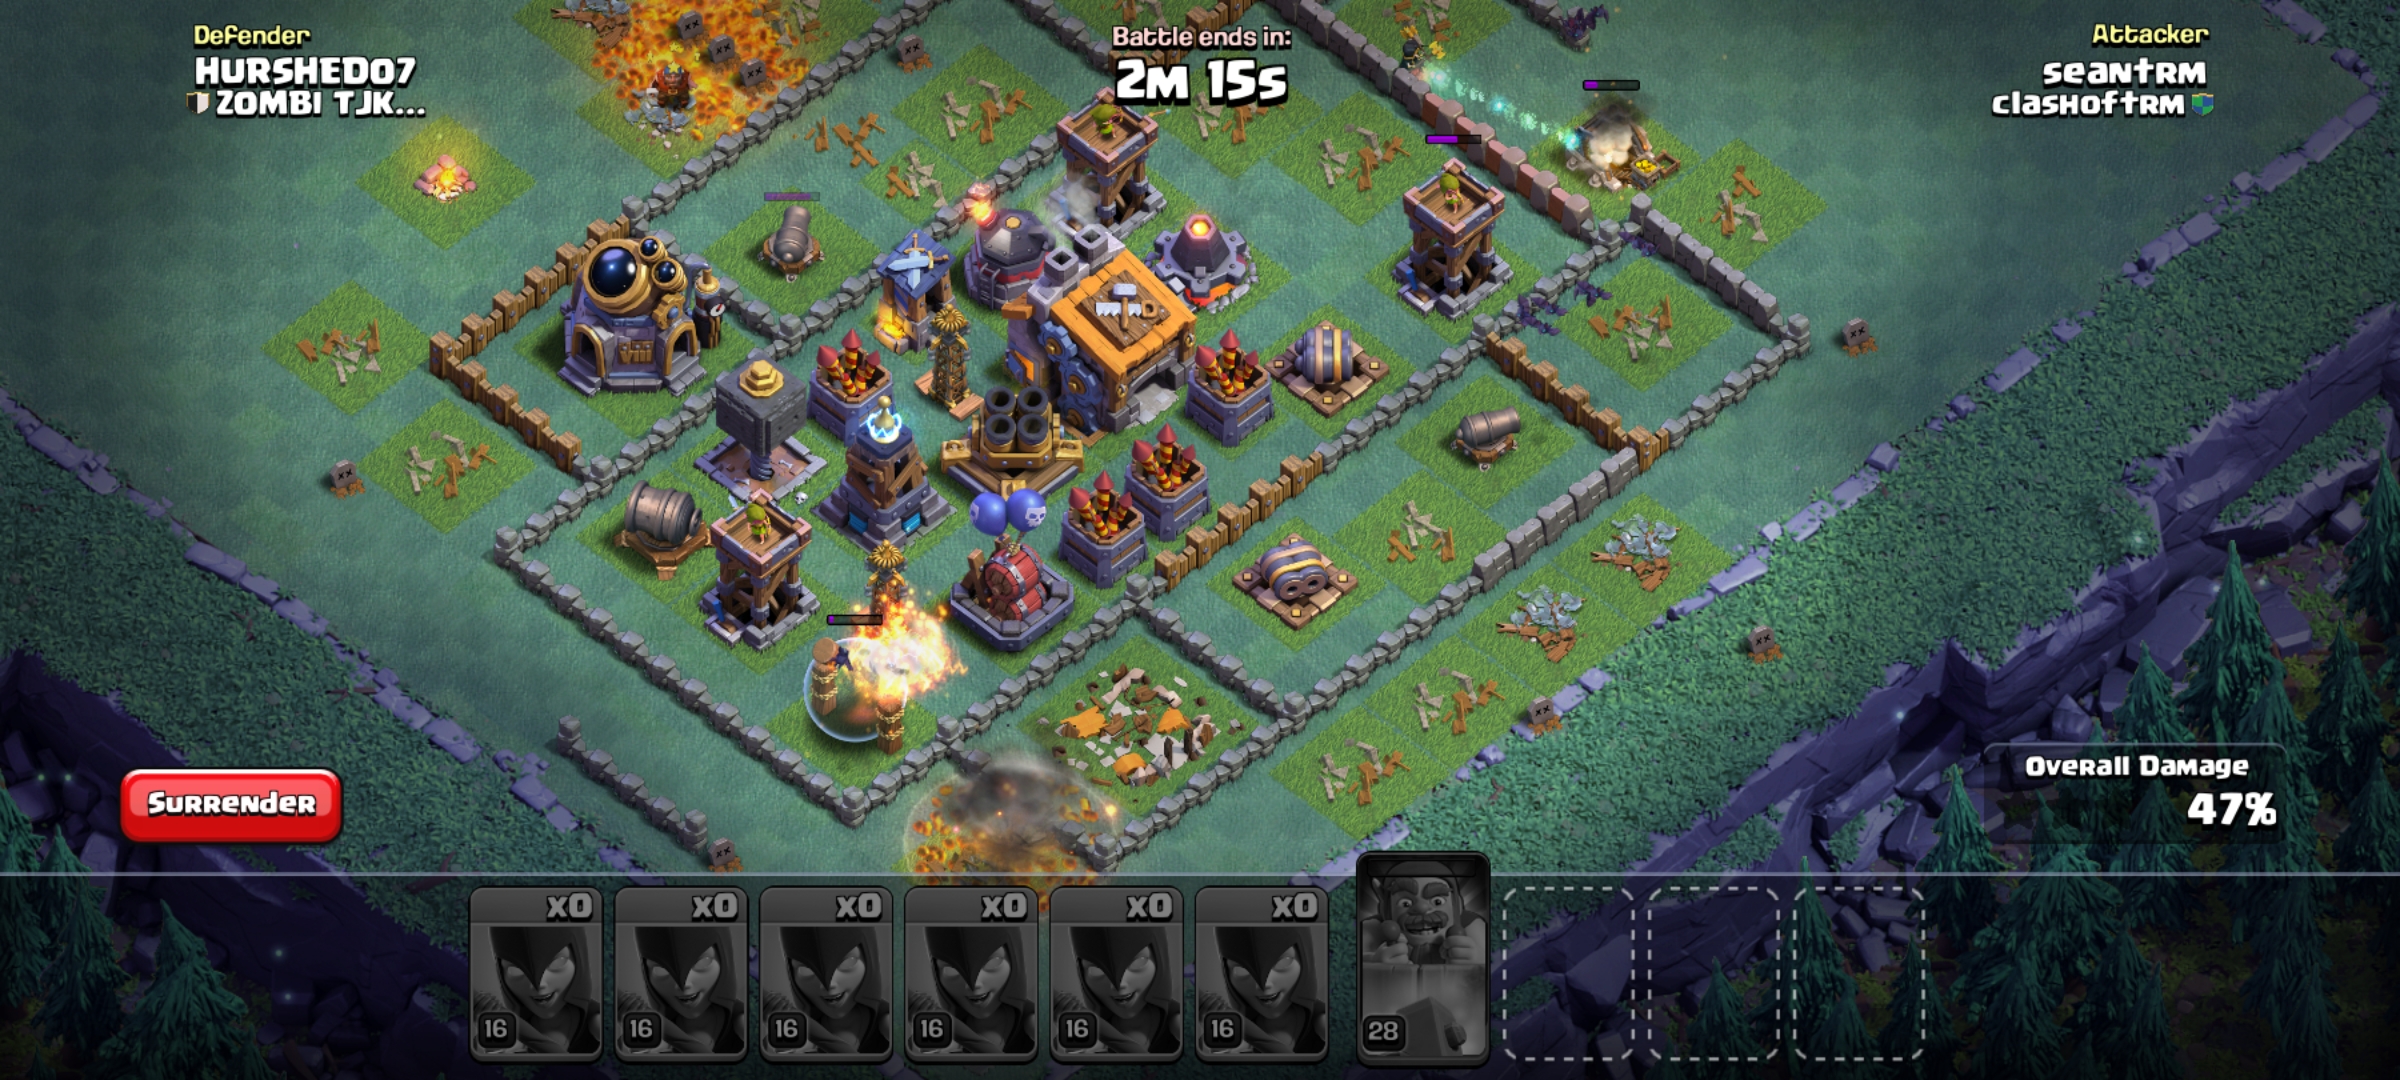 Defender
HURSHED07
ZOMBI TJK...
Battle ends in:
2M 15s
Attacker
seantRM
clashoftRM
VIII
Surrender
Overall Damage
47%
x0
x0
x0
x0
x0
x0
16
16
16
16
16
16
28